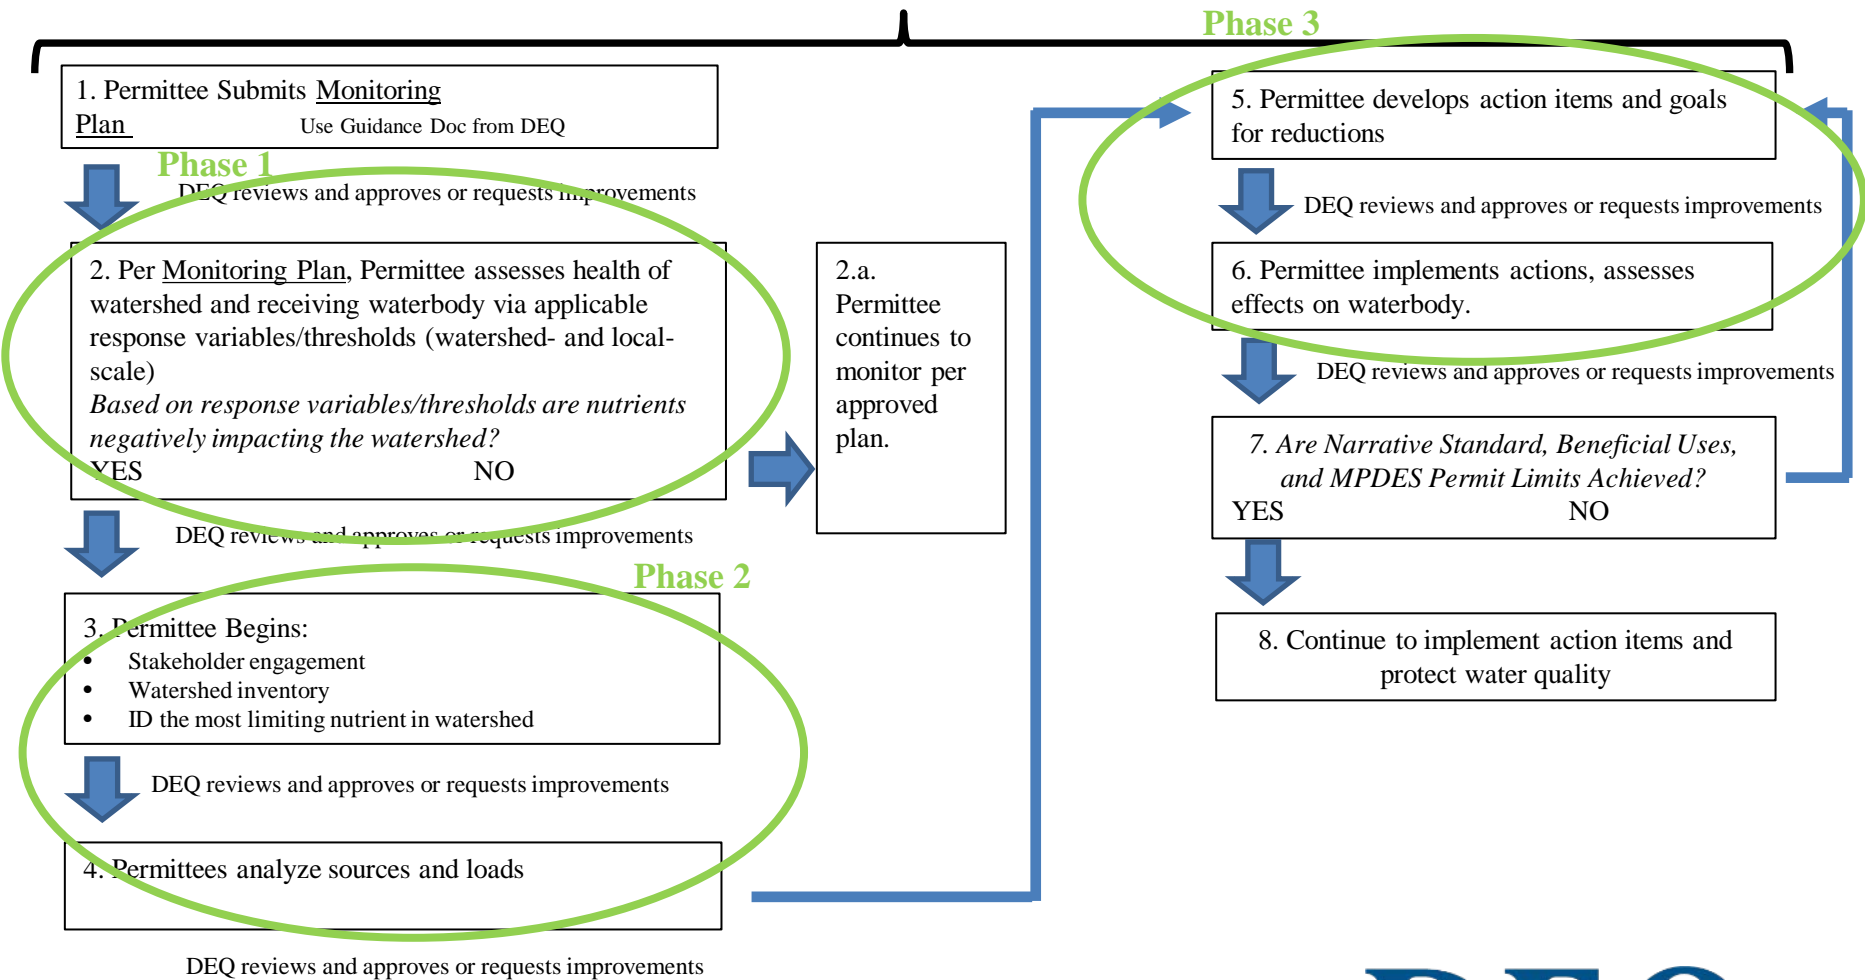 Phase 3
1. Permittee Submits Monitoring
Plan Use Guidance Doc from DEQ
Phase 1
DEQ reviews and approves or requests improvements
2. Per Monitoring Plan, Permittee assesses health of
watershed and receiving waterbody via applicable
response variables/thresholds (watershed- and local-
scale)
Based on response variables/thresholds are nutrients
negatively impacting the watershed?
YES NO
2.a.
Permittee
continues to
monitor per
approved
plan.
DEQ reviews and approves or requests improvements
Phase 2
3. Permittee Begins:
• Stakeholder engagement
• Watershed inventory
• ID the most limiting nutrient in watershed
DEQ reviews and approves or requests improvements
4. Permittees analyze sources and loads
DEQ reviews and approves or requests improvements
5. Permittee develops action items and goals
for reductions
DEQ reviews and approves or requests improvements
6. Permittee implements actions, assesses
effects on waterbody.
DEQ reviews and approves or requests improvements
7. Are Narrative Standard, Beneficial Uses,
and MPDES Permit Limits Achieved?
YES NO
8. Continue to implement action items and
protect water quality
DEQ